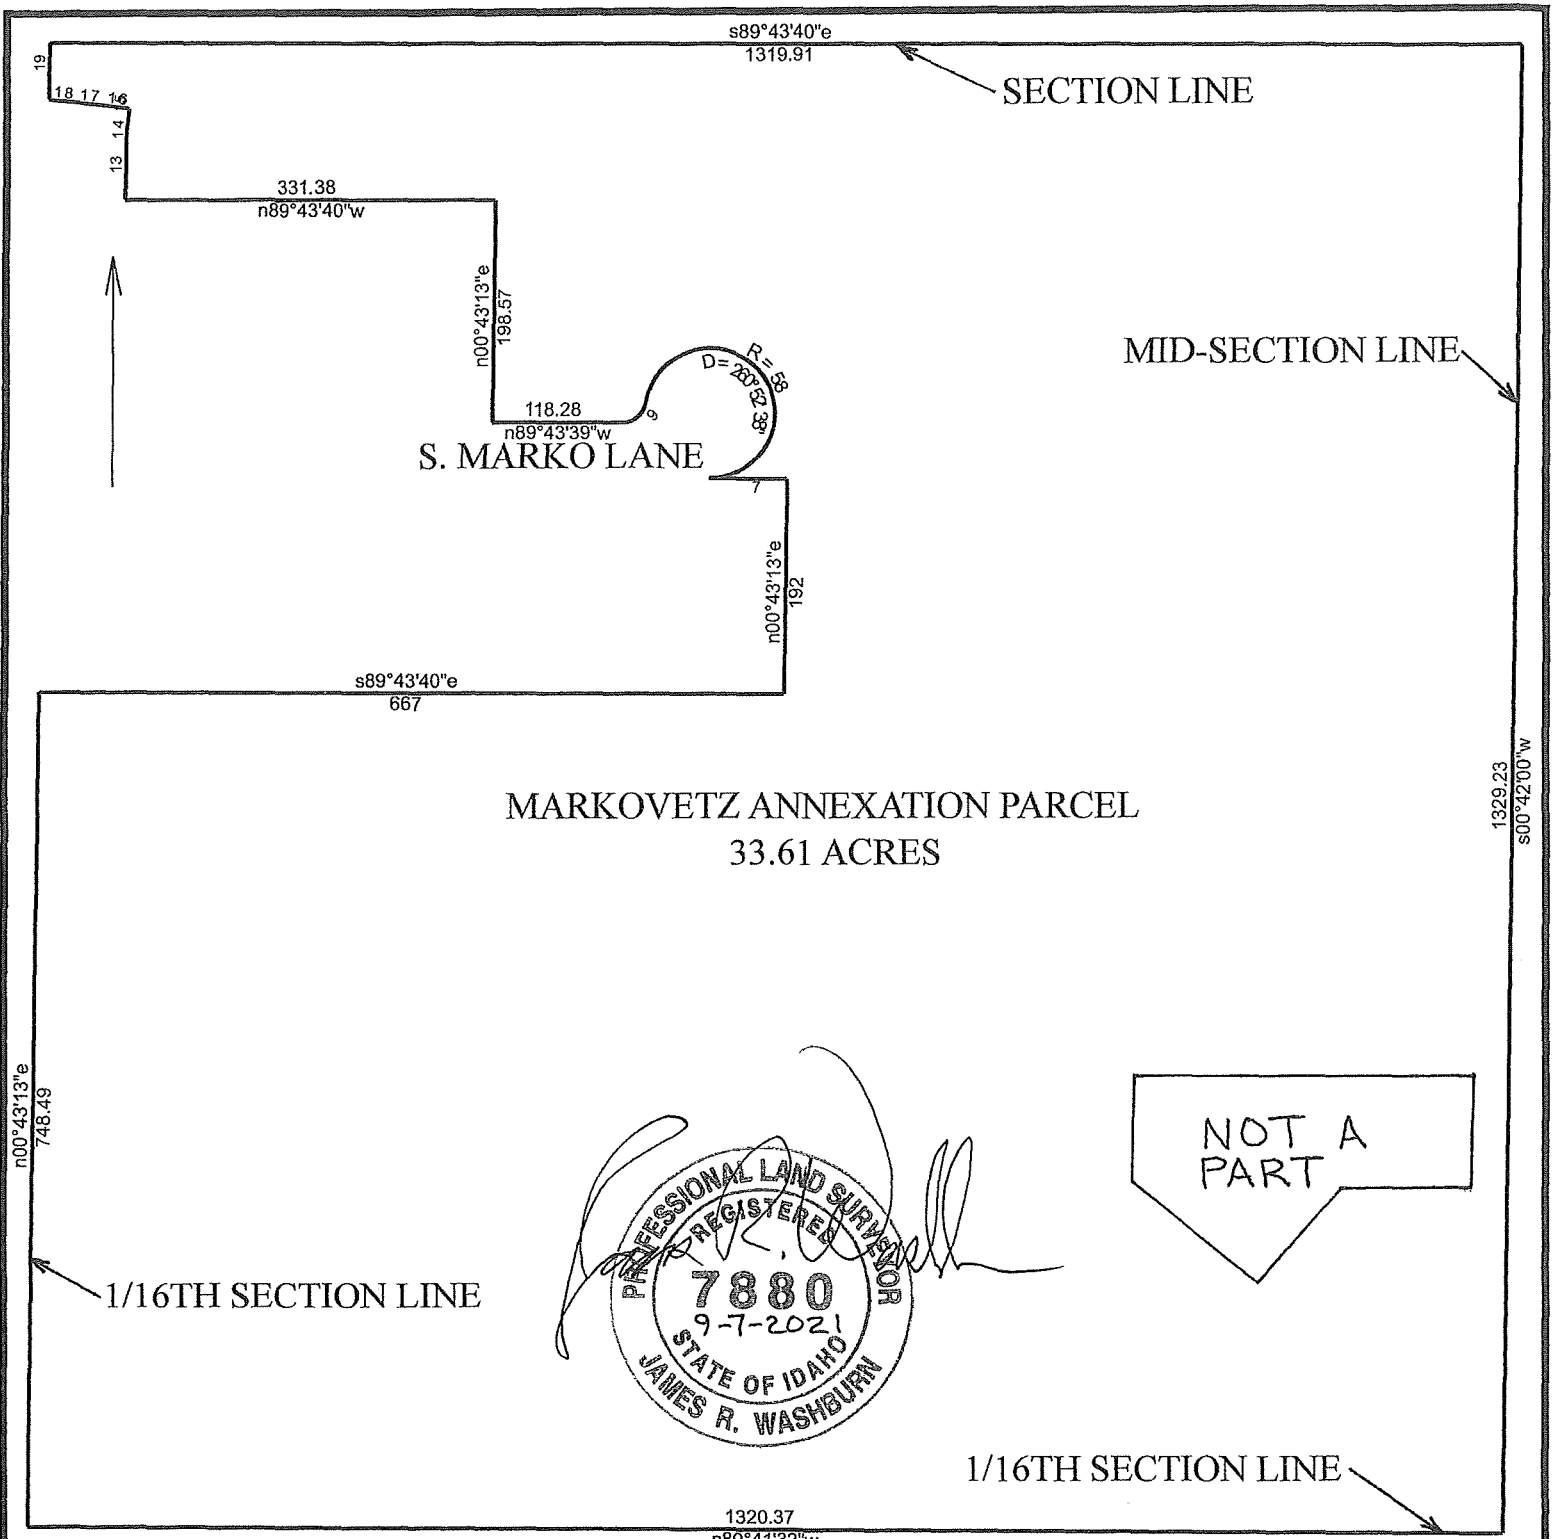 s89°43'40"e
1319.91
SECTION LINE
19
18 17 16
14
13
331.38
n89°43'40"w
n00°43'13"e
198.57
MID-SECTION LINE
R = 58
D = 260°52'38"
9
118.28
n89°43'39"w
S. MARKO LANE
7
n00°43'13"e
192
s89°43'40"e
667
MARKOVETZ ANNEXATION PARCEL
33.61 ACRES
1329.23
s00°42'00"w
n00°43'13"e
748.49
NOT A
PART
PROFESSIONAL LAND SURVEYOR
REGISTERED
7880
9-7-2021
STATE OF IDAHO
JAMES R. WASHBURN
1/16TH SECTION LINE
1/16TH SECTION LINE
1320.37